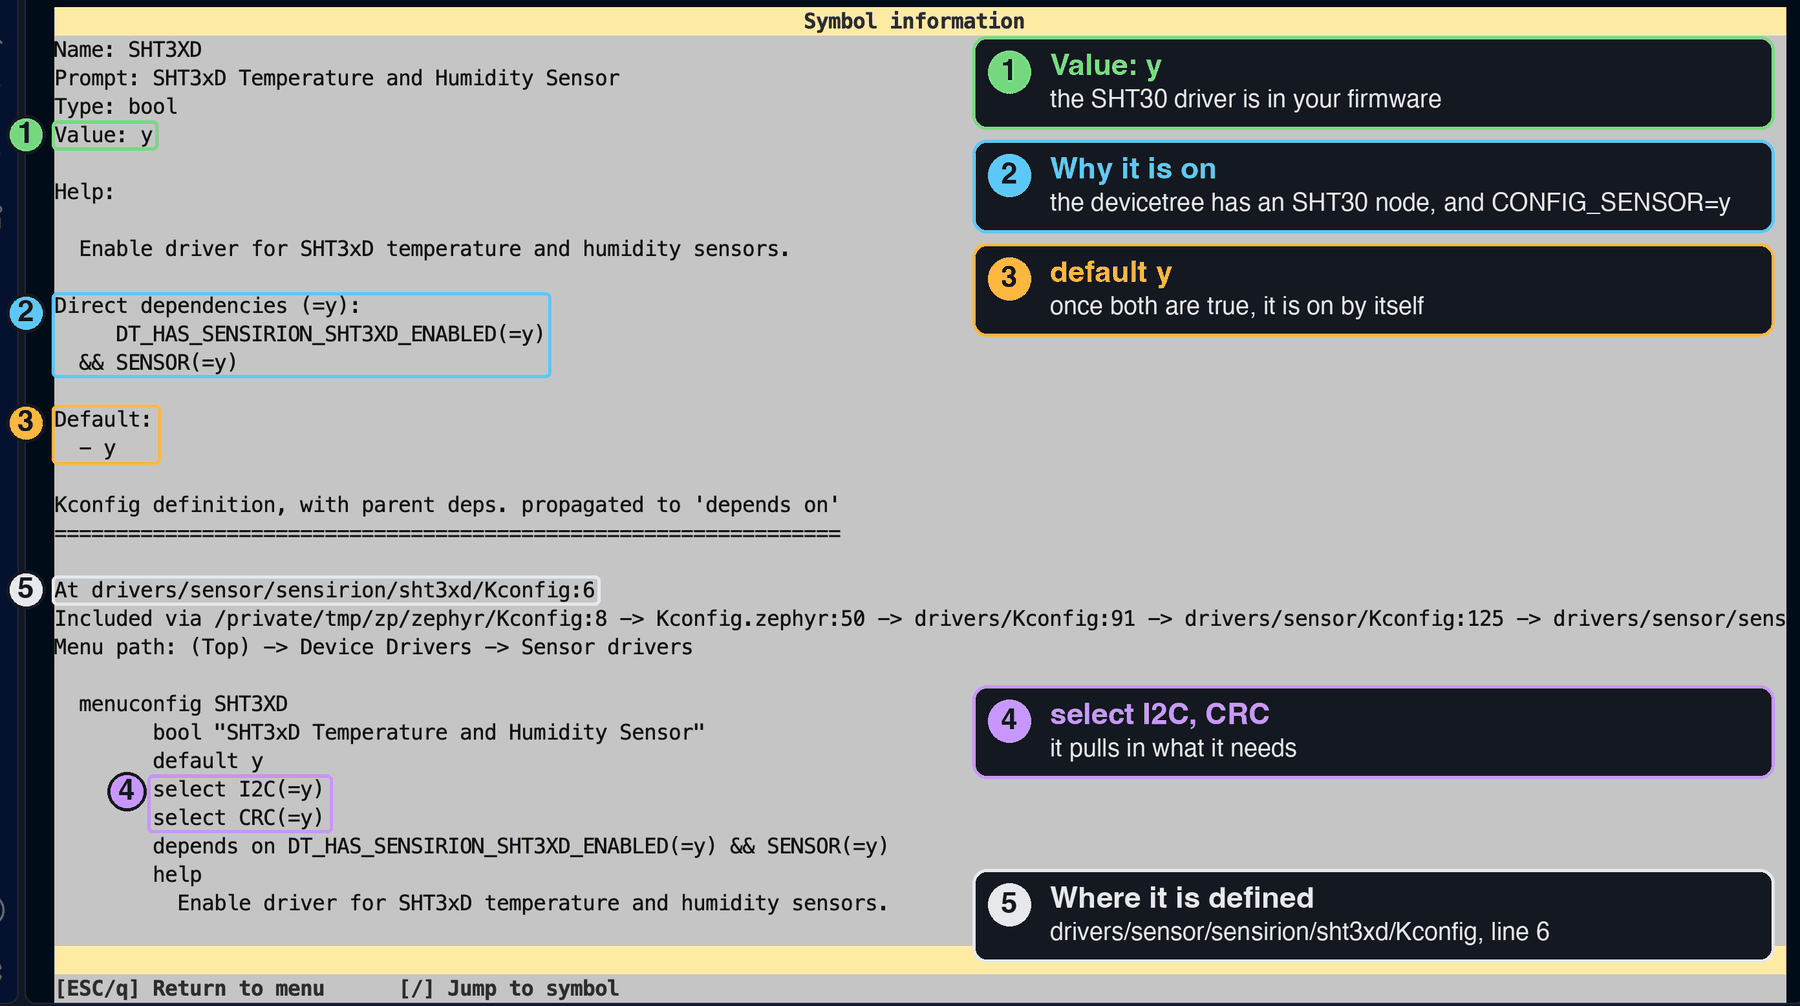 Symbol information
Name: SHT3XD
Prompt: SHT3xD Temperature and Humidity Sensor
Type: bool
1 Value: y
Help:
Enable driver for SHT3xD temperature and humidity sensors.
2 Direct dependencies (=y):
DT_HAS_SENSIRION_SHT3XD_ENABLED(=y)
&& SENSOR(=y)
3 Default:
– y
Kconfig definition, with parent deps. propagated to 'depends on'
================================================================
5 At drivers/sensor/sensirion/sht3xd/Kconfig:6
Included via /private/tmp/zp/zephyr/Kconfig:8 –> Kconfig.zephyr:50 –> drivers/Kconfig:91 –> drivers/sensor/Kconfig:125 –> drivers/sensor/sens
Menu path: (Top) –> Device Drivers –> Sensor drivers
menuconfig SHT3XD
bool "SHT3xD Temperature and Humidity Sensor"
default y
4 select I2C(=y)
select CRC(=y)
depends on DT_HAS_SENSIRION_SHT3XD_ENABLED(=y) && SENSOR(=y)
help
Enable driver for SHT3xD temperature and humidity sensors.
1 Value: y
the SHT30 driver is in your firmware
2 Why it is on
the devicetree has an SHT30 node, and CONFIG_SENSOR=y
3 default y
once both are true, it is on by itself
4 select I2C, CRC
it pulls in what it needs
5 Where it is defined
drivers/sensor/sensirion/sht3xd/Kconfig, line 6
[ESC/q] Return to menu [/] Jump to symbol